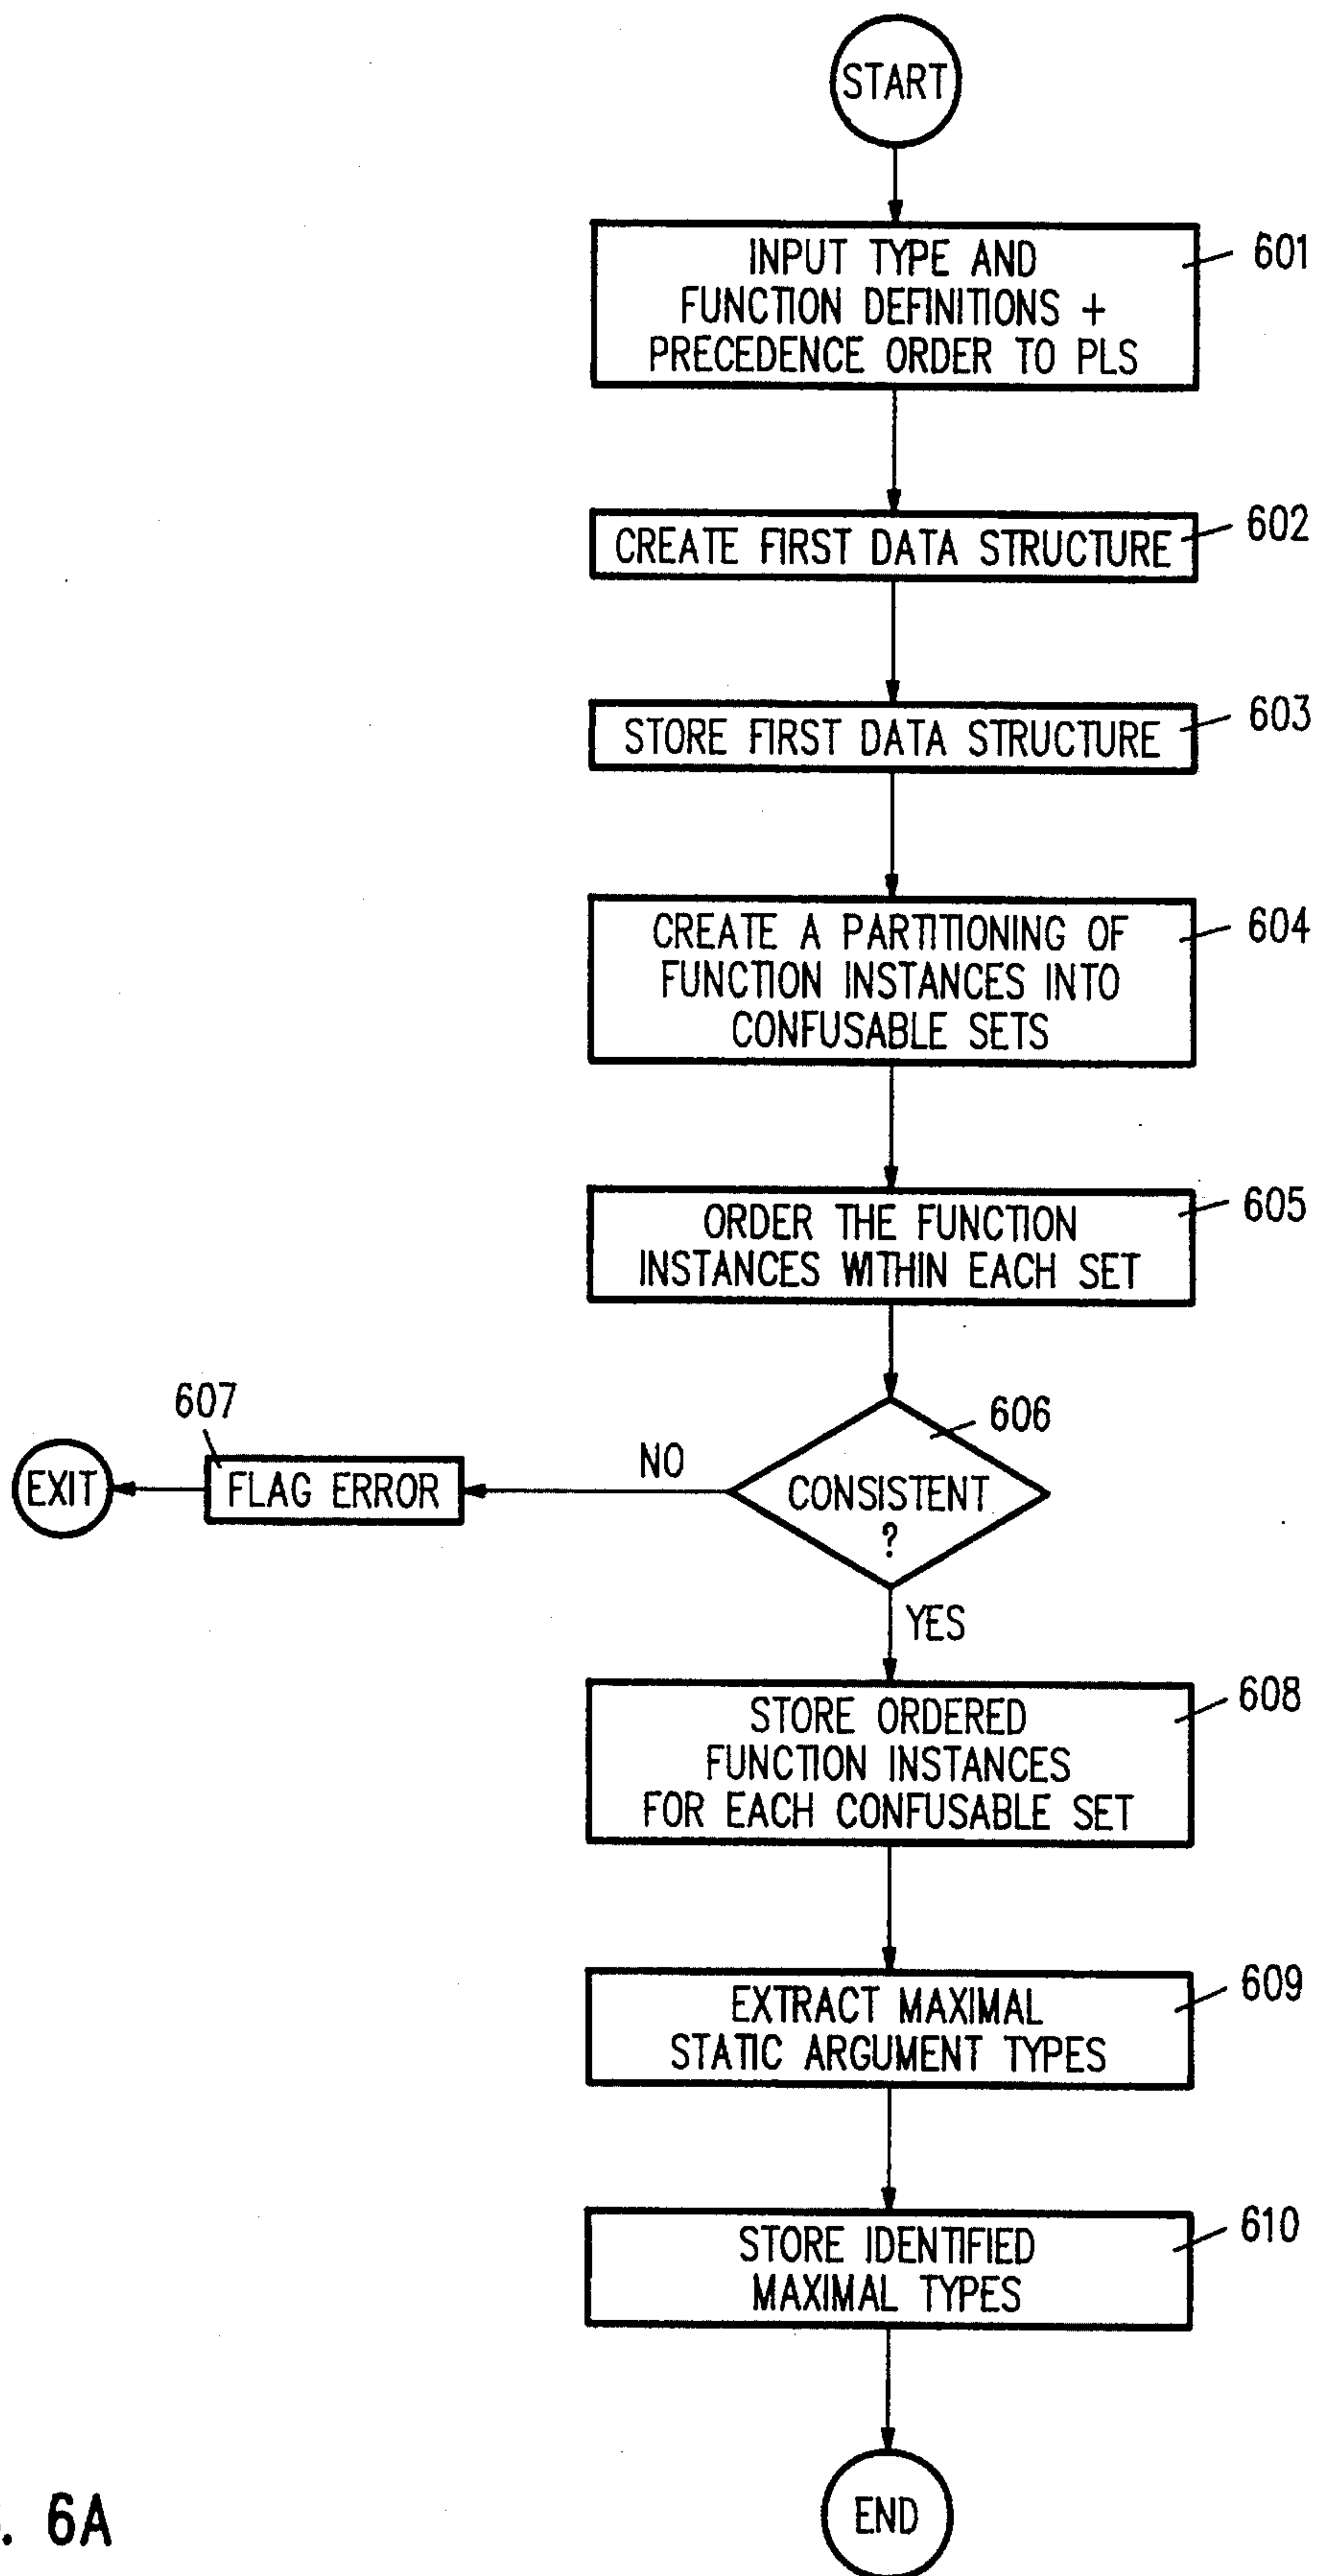 START
INPUT TYPE AND
FUNCTION DEFINITIONS +
PRECEDENCE ORDER TO PLS
601
CREATE FIRST DATA STRUCTURE
602
STORE FIRST DATA STRUCTURE
603
CREATE A PARTITIONING OF
FUNCTION INSTANCES INTO
CONFUSABLE SETS
604
ORDER THE FUNCTION
INSTANCES WITHIN EACH SET
605
606
CONSISTENT
?
NO
607
FLAG ERROR
EXIT
YES
STORE ORDERED
FUNCTION INSTANCES
FOR EACH CONFUSABLE SET
608
EXTRACT MAXIMAL
STATIC ARGUMENT TYPES
609
STORE IDENTIFIED
MAXIMAL TYPES
610
END
. 6A